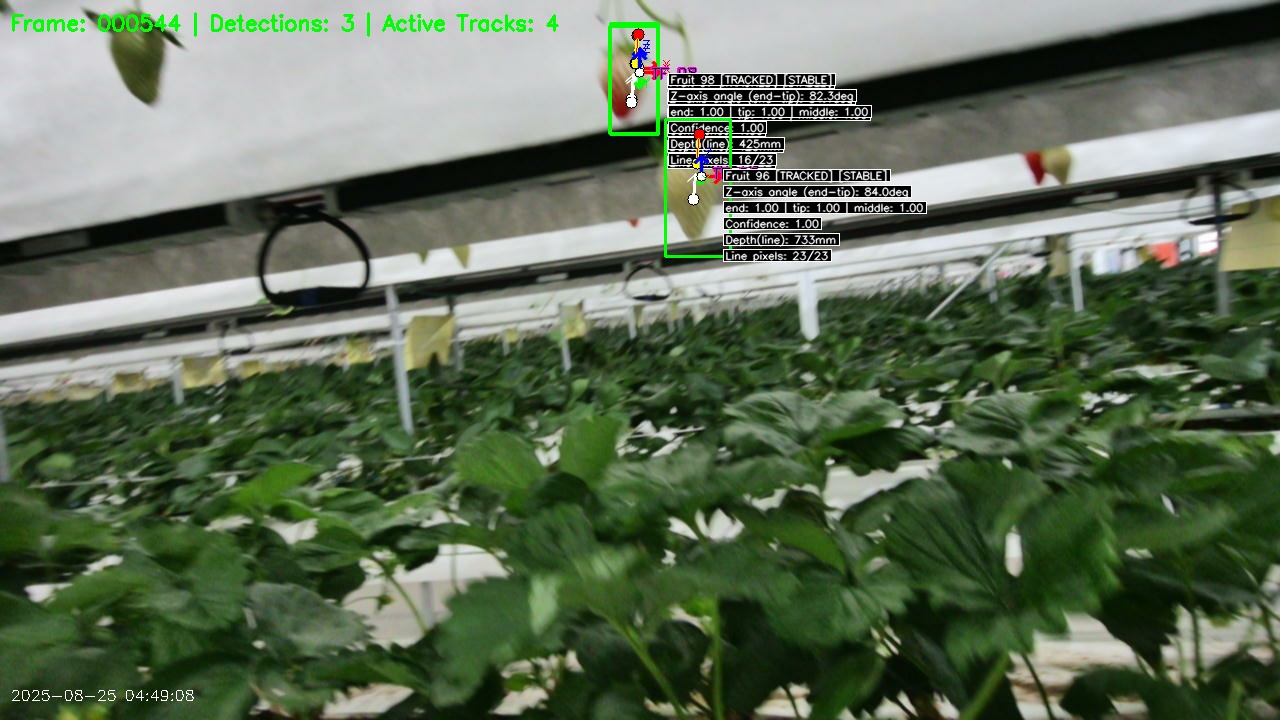 Frame: 000544 | Detections: 3 | Active Tracks: 4
Fruit 98 [TRACKED] [STABLE]
Z-axis angle (end-tip): 82.3deg
end: 1.00 | tip: 1.00 | middle: 1.00
Confidence: 1.00
Depth(line): 425mm
Line pixels: 16/23
Fruit 96 [TRACKED] [STABLE]
Z-axis angle (end-tip): 84.0deg
end: 1.00 | tip: 1.00 | middle: 1.00
Confidence: 1.00
Depth(line): 733mm
Line pixels: 23/23
2025-08-25 04:49:08